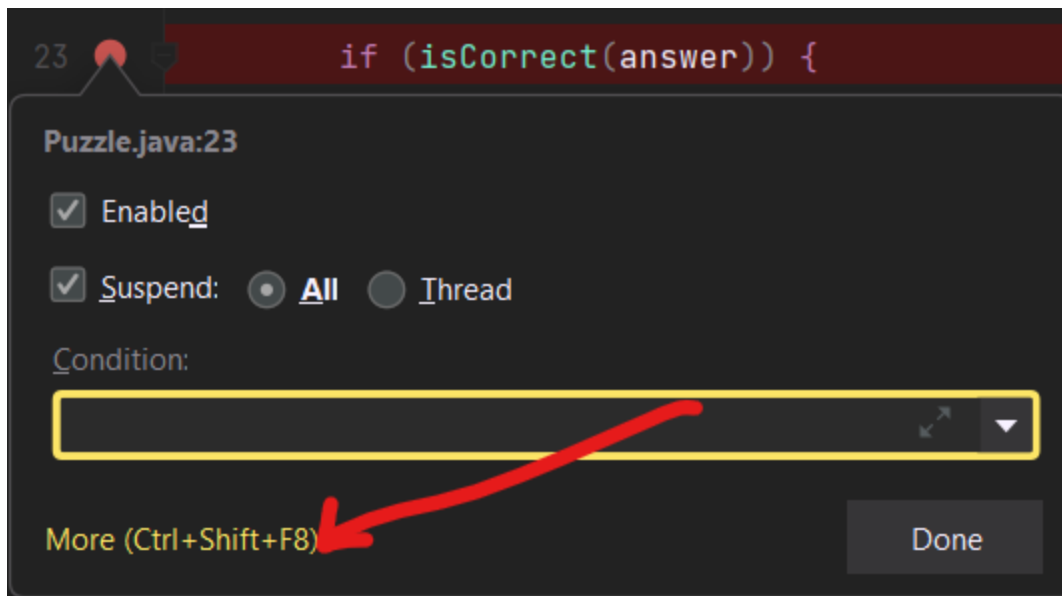 23 if (isCorrect(answer)) {
Puzzle.java:23
Enabled
Suspend: All Thread
Condition:
More (Ctrl+Shift+F8) Done